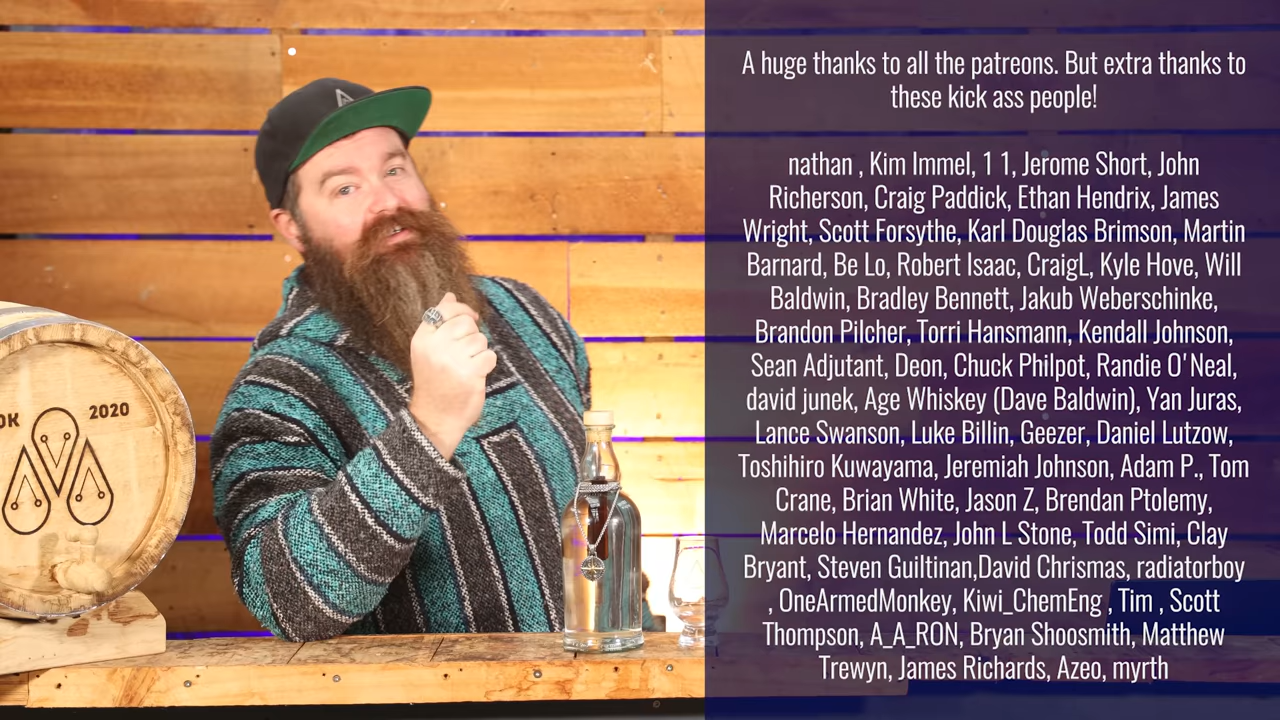 OK 2020
A huge thanks to all the patreons. But extra thanks to
these kick ass people!
nathan , Kim Immel, 1 1, Jerome Short, John
Richerson, Craig Paddick, Ethan Hendrix, James
Wright, Scott Forsythe, Karl Douglas Brimson, Martin
Barnard, Be Lo, Robert Isaac, CraigL, Kyle Hove, Will
Baldwin, Bradley Bennett, Jakub Weberschinke,
Brandon Pilcher, Torri Hansmann, Kendall Johnson,
Sean Adjutant, Deon, Chuck Philpot, Randie O'Neal,
david junek, Age Whiskey (Dave Baldwin), Yan Juras,
Lance Swanson, Luke Billin, Geezer, Daniel Lutzow,
Toshihiro Kuwayama, Jeremiah Johnson, Adam P., Tom
Crane, Brian White, Jason Z, Brendan Ptolemy,
Marcelo Hernandez, John L Stone, Todd Simi, Clay
Bryant, Steven Guiltinan,David Chrismas, radiatorboy
, OneArmedMonkey, Kiwi_ChemEng , Tim , Scott
Thompson, A_A_RON, Bryan Shoosmith, Matthew
Trewyn, James Richards, Azeo, myrth